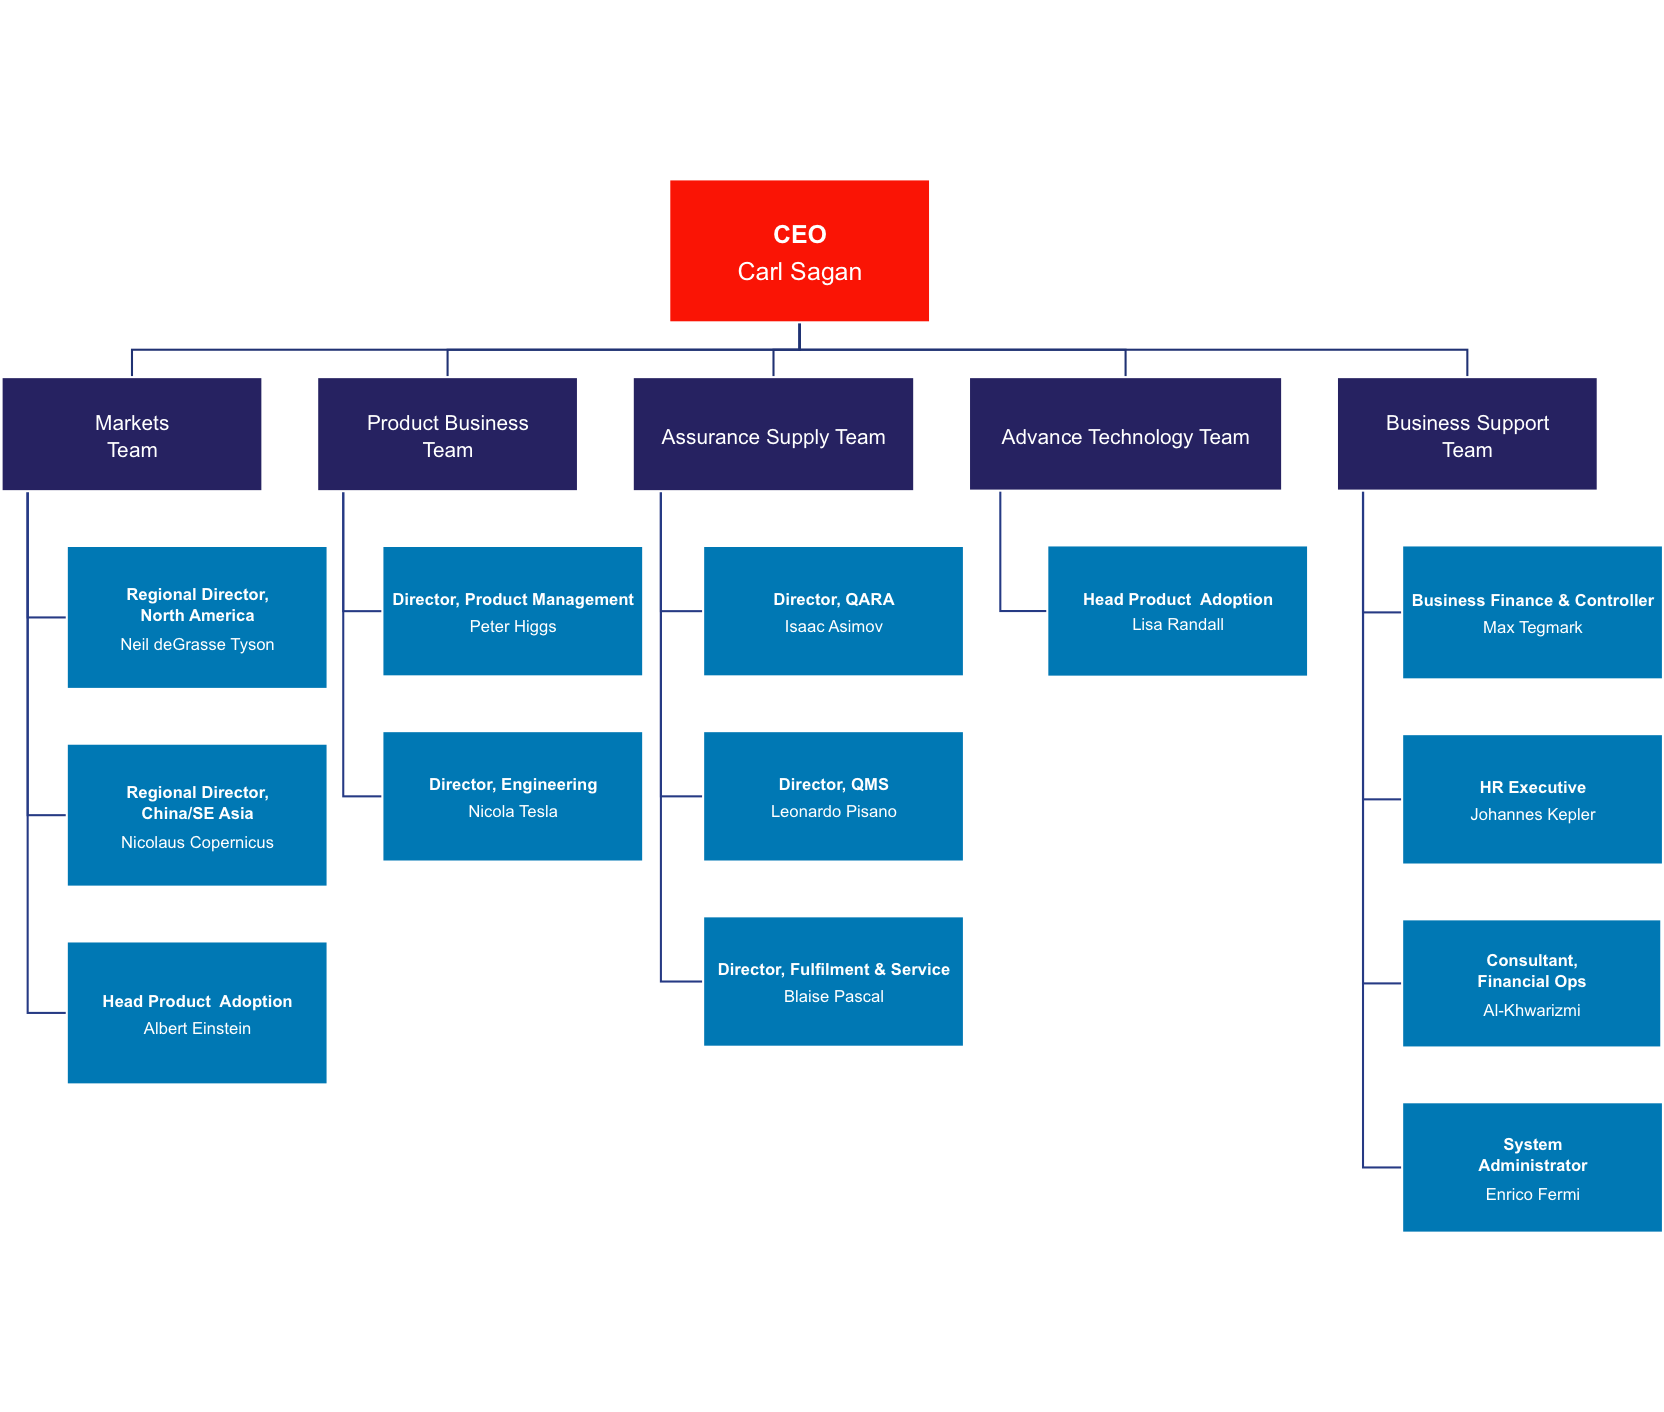 CEO
Carl Sagan
Markets
Team
Product Business
Team
Assurance Supply Team
Advance Technology Team
Business Support
Team
Regional Director,
North America
Neil deGrasse Tyson
Regional Director,
China/SE Asia
Nicolaus Copernicus
Head Product  Adoption
Albert Einstein
Director, Product Management
Peter Higgs
Director, Engineering
Nicola Tesla
Director, QARA
Isaac Asimov
Director, QMS
Leonardo Pisano
Director, Fulfilment & Service
Blaise Pascal
Head Product  Adoption
Lisa Randall
Business Finance & Controller
Max Tegmark
HR Executive
Johannes Kepler
Consultant,
Financial Ops
Al-Khwarizmi
System
Administrator
Enrico Fermi